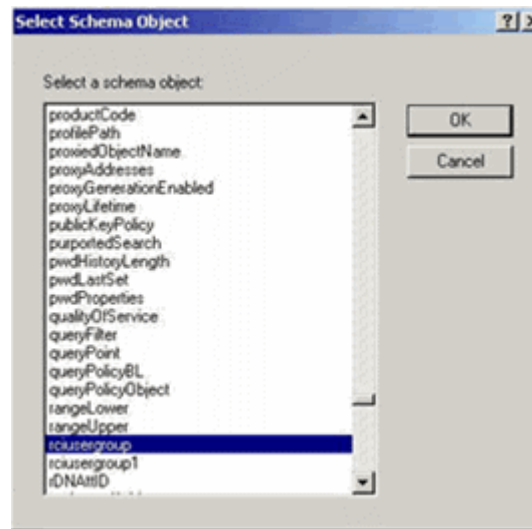 Select Schema Object
Select a schema object:
productCode
profilePath
proxiedObjectName
proxyAddresses
proxyGenerationEnabled
proxyLifetime
publicKeyPolicy
purportedSearch
pwdHistoryLength
pwdLastSet
pwdProperties
qualityOfService
queryFilter
queryPoint
queryPolicyBL
queryPolicyObject
rangeLower
rangeUpper
rciusergroup
rciusergroup1
rDNAttID
OK
Cancel